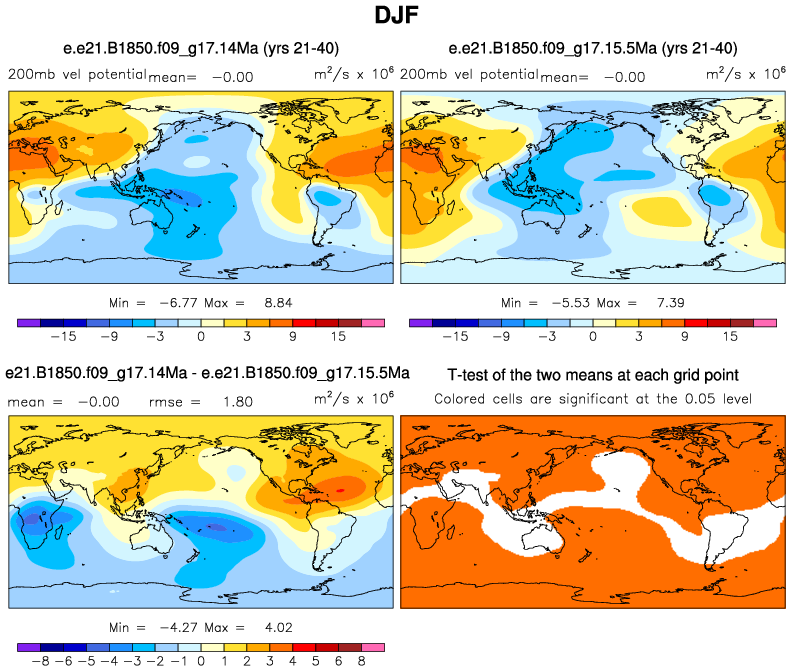 DJF
e.e21.B1850.f09_g17.14Ma (yrs 21-40)
200mb vel potential mean= −0.00 m²/s x 10⁶
Min = −6.77 Max = 8.84
−15 −9 −3 0 3 9 15
e.e21.B1850.f09_g17.15.5Ma (yrs 21-40)
200mb vel potential mean= −0.00 m²/s x 10⁶
Min = −5.53 Max = 7.39
−15 −9 −3 0 3 9 15
e21.B1850.f09_g17.14Ma - e.e21.B1850.f09_g17.15.5Ma
mean = −0.00 rmse = 1.80 m²/s x 10⁶
Min = −4.27 Max = 4.02
−8 −6 −5 −4 −3 −2 −1 0 1 2 3 4 5 6 8
T-test of the two means at each grid point
Colored cells are significant at the 0.05 level